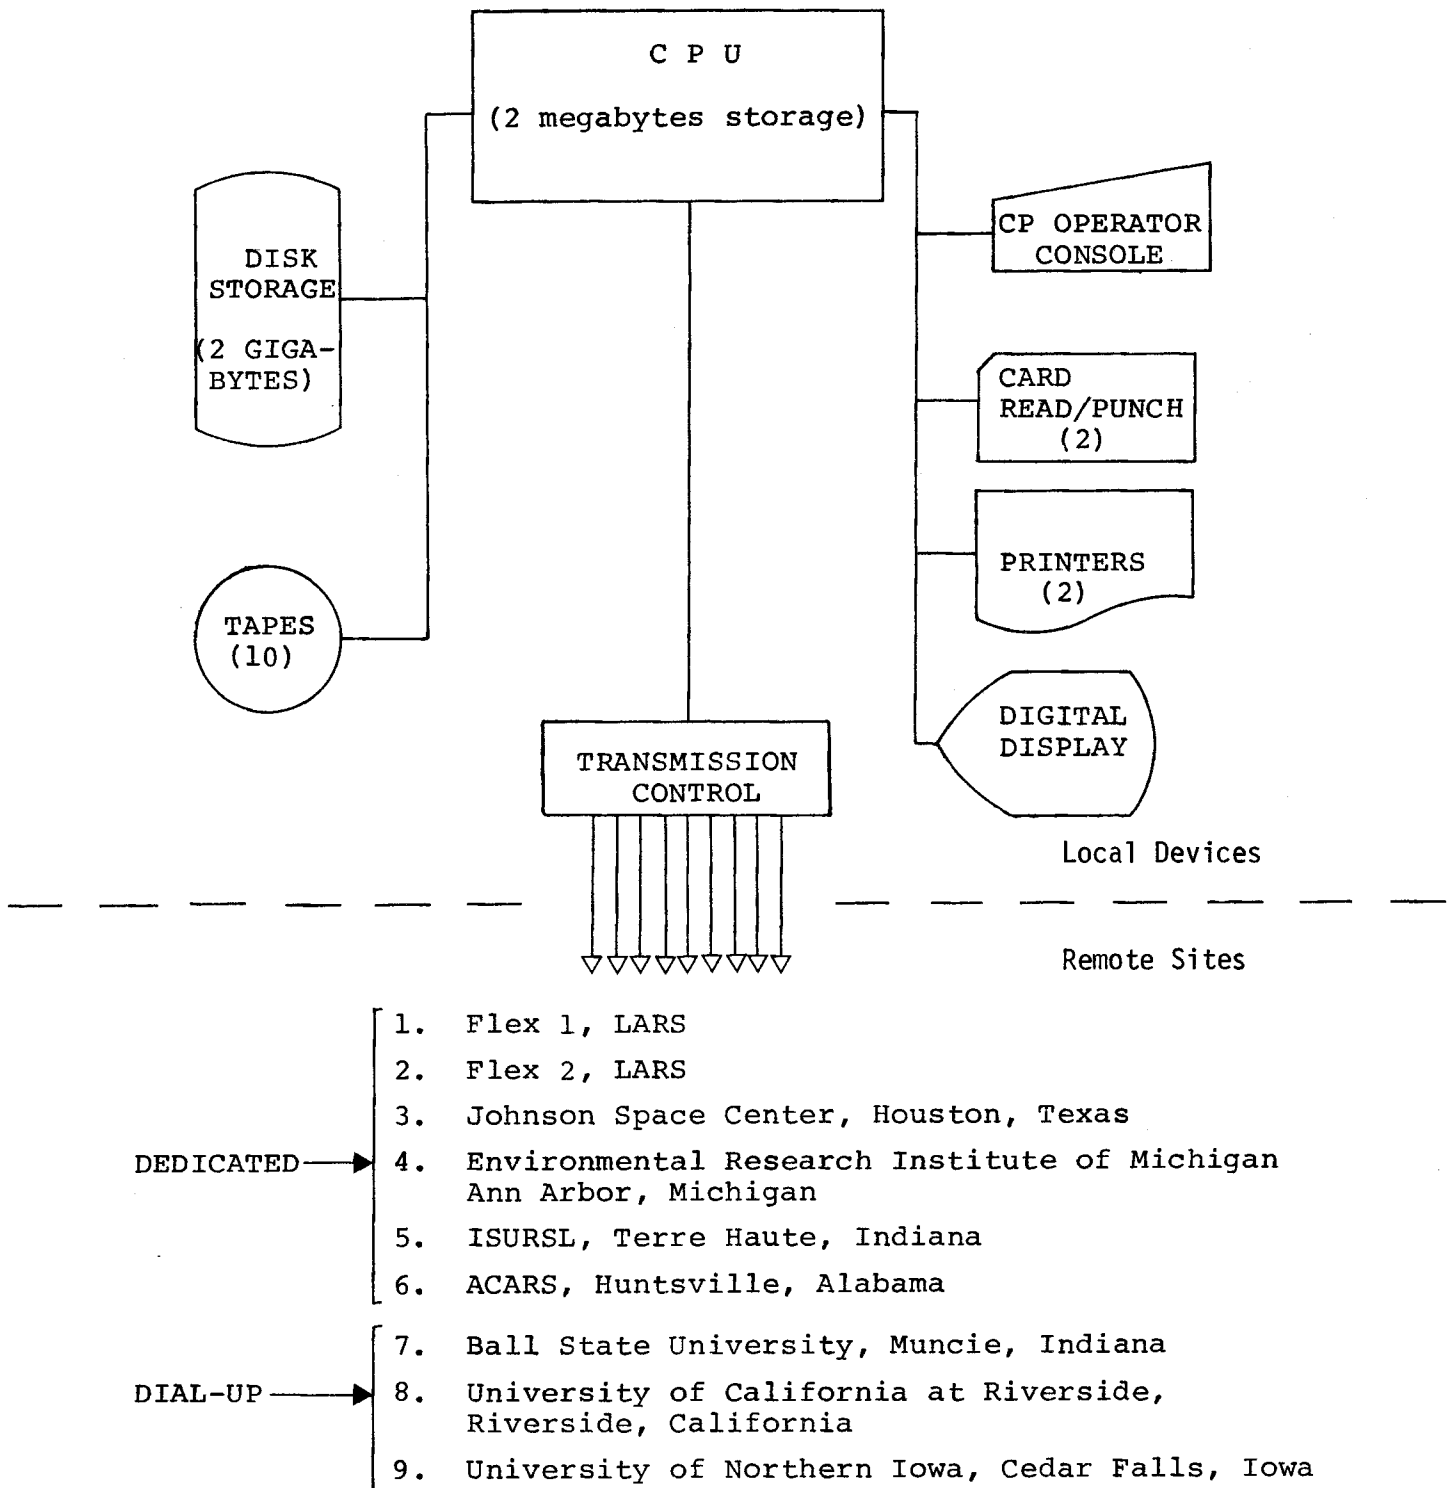 C P U
(2 megabytes storage)
DISK
STORAGE
(2 GIGA-
BYTES)
TAPES
(10)
CP OPERATOR
CONSOLE
CARD
READ/PUNCH
(2)
PRINTERS
(2)
DIGITAL
DISPLAY
TRANSMISSION
CONTROL
Local Devices
Remote Sites
DEDICATED
1. Flex 1, LARS
2. Flex 2, LARS
3. Johnson Space Center, Houston, Texas
4. Environmental Research Institute of Michigan
Ann Arbor, Michigan
5. ISURSL, Terre Haute, Indiana
6. ACARS, Huntsville, Alabama
DIAL-UP
7. Ball State University, Muncie, Indiana
8. University of California at Riverside,
Riverside, California
9. University of Northern Iowa, Cedar Falls, Iowa